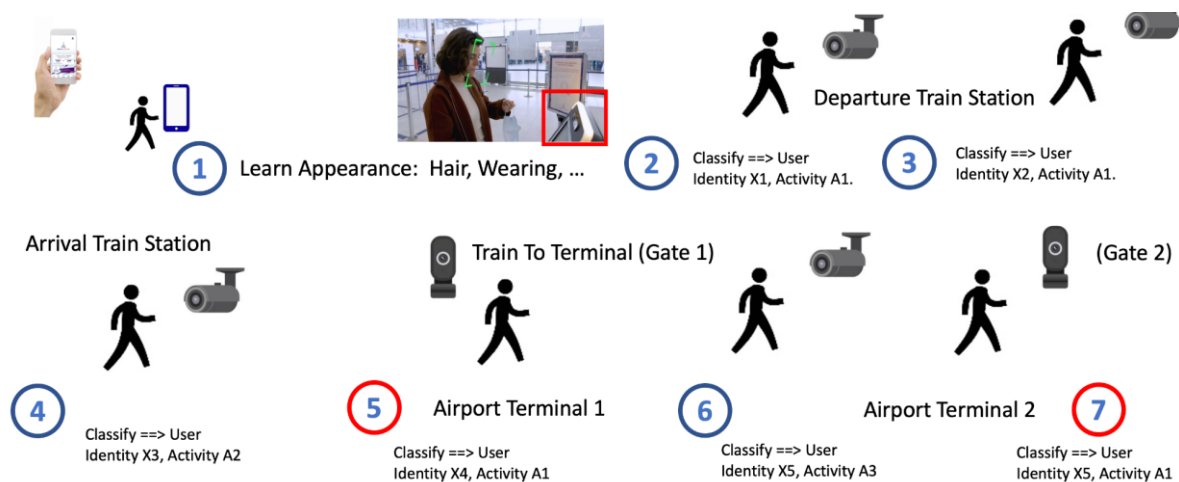 Departure Train Station
1
Learn Appearance: Hair, Wearing, ...
2
Classify ==> User
Identity X1, Activity A1.
3
Classify ==> User
Identity X2, Activity A1.
Arrival Train Station
Train To Terminal (Gate 1)
(Gate 2)
4
Classify ==> User
Identity X3, Activity A2
5
Airport Terminal 1
Classify ==> User
Identity X4, Activity A1
6
Classify ==> User
Identity X5, Activity A3
Airport Terminal 2
7
Classify ==> User
Identity X5, Activity A1